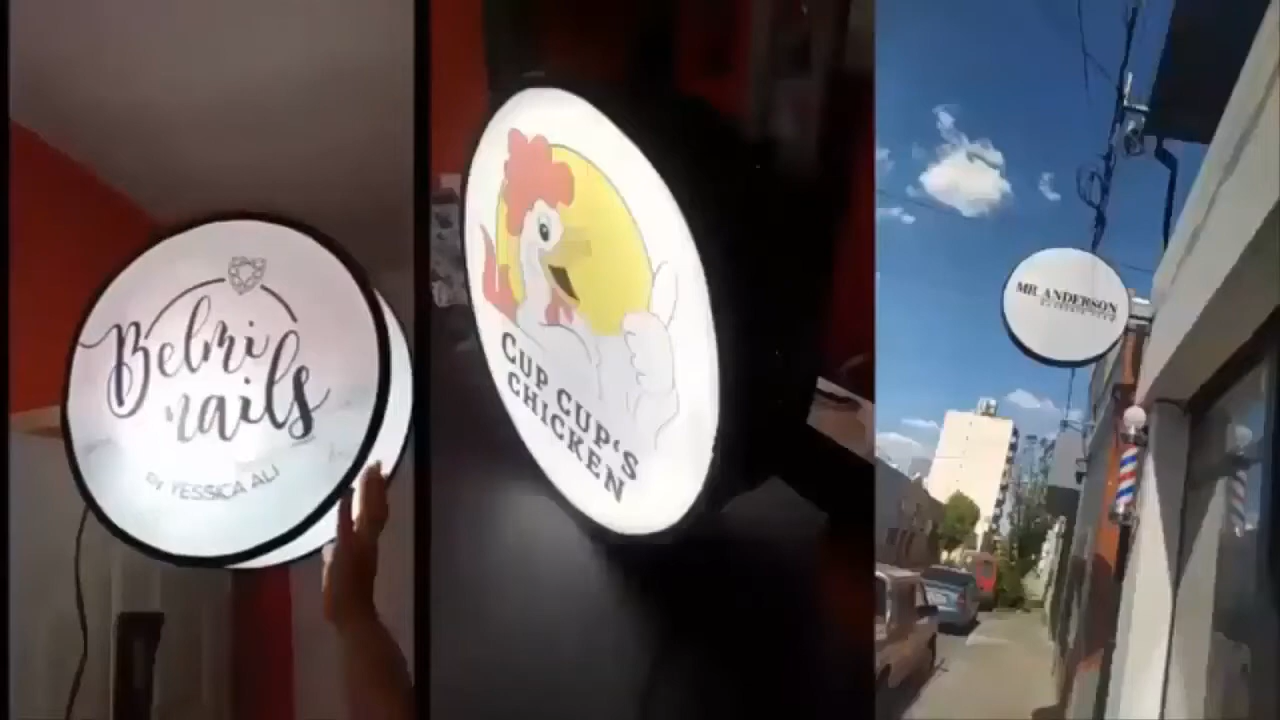 Belmi
nails
BY YESSICA ALI
CUP CUP'S
CHICKEN
MR. ANDERSON